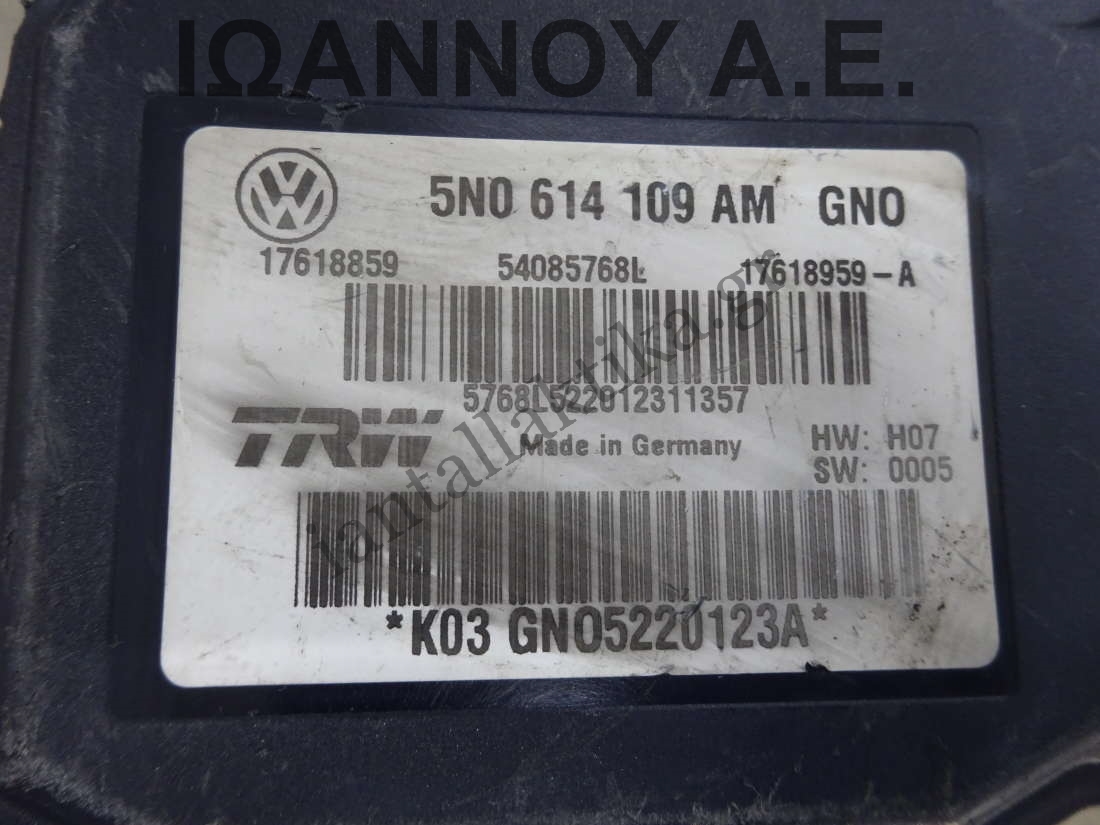 ΙΩΑΝΝΟΥ Α.Ε.
5N0 614 109 AM GNO
17618859 54085768L 17618959-A
5768L522012311357
TRW Made in Germany HW: H07
SW: 0005
iantallaktika.gr
*K03 GNO5220123A*